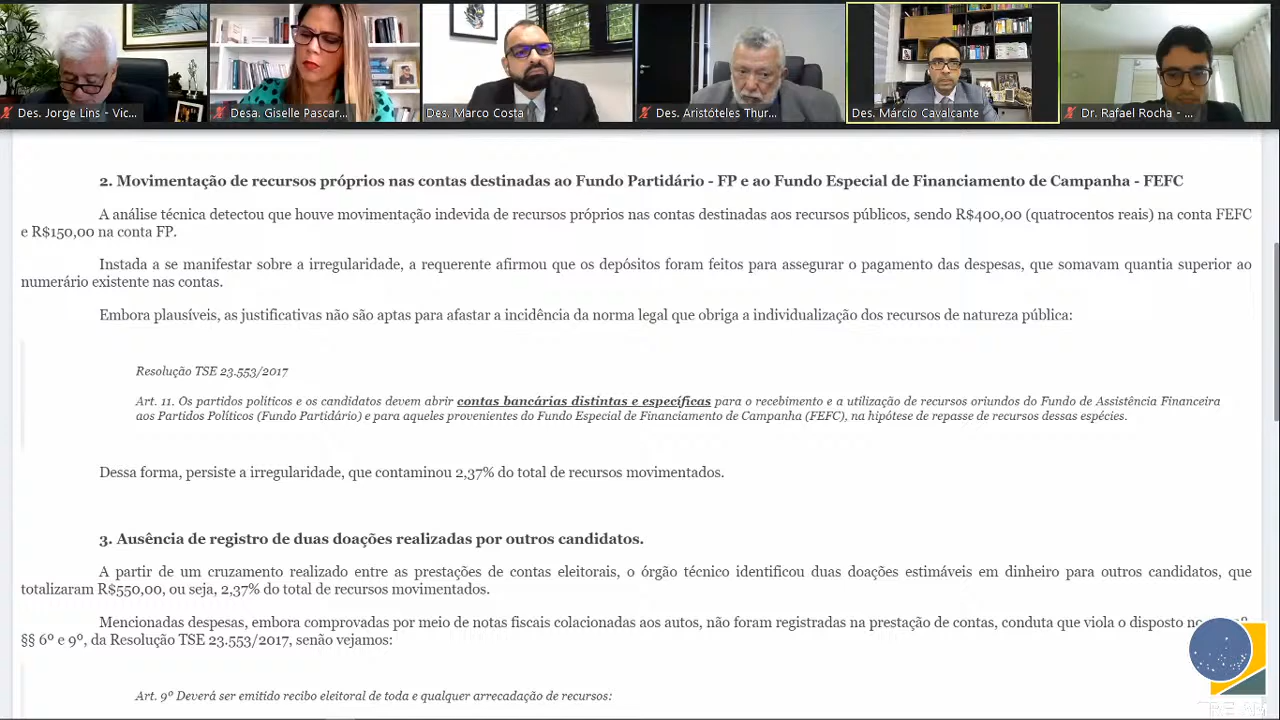 Des. Jorge Lins - Vic...
Desa. Giselle Pascar...
Des. Marco Costa
Des. Aristóteles Thur...
Des. Márcio Cavalcante
Dr. Rafael Rocha - ...
2. Movimentação de recursos próprios nas contas destinadas ao Fundo Partidário - FP e ao Fundo Especial de Financiamento de Campanha - FEFC
A análise técnica detectou que houve movimentação indevida de recursos próprios nas contas destinadas aos recursos públicos, sendo R$400,00 (quatrocentos reais) na conta FEFC
e R$150,00 na conta FP.
Instada a se manifestar sobre a irregularidade, a requerente afirmou que os depósitos foram feitos para assegurar o pagamento das despesas, que somavam quantia superior ao
numerário existente nas contas.
Embora plausíveis, as justificativas não são aptas para afastar a incidência da norma legal que obriga a individualização dos recursos de natureza pública:
Resolução TSE 23.553/2017
Art. 11. Os partidos políticos e os candidatos devem abrir contas bancárias distintas e específicas para o recebimento e a utilização de recursos oriundos do Fundo de Assistência Financeira
aos Partidos Políticos (Fundo Partidário) e para aqueles provenientes do Fundo Especial de Financiamento de Campanha (FEFC), na hipótese de repasse de recursos dessas espécies.
Dessa forma, persiste a irregularidade, que contaminou 2,37% do total de recursos movimentados.
3. Ausência de registro de duas doações realizadas por outros candidatos.
A partir de um cruzamento realizado entre as prestações de contas eleitorais, o órgão técnico identificou duas doações estimáveis em dinheiro para outros candidatos, que
totalizaram R$550,00, ou seja, 2,37% do total de recursos movimentados.
Mencionadas despesas, embora comprovadas por meio de notas fiscais colacionadas aos autos, não foram registradas na prestação de contas, conduta que viola o disposto no
§§ 6º e 9º, da Resolução TSE 23.553/2017, senão vejamos:
Art. 9º Deverá ser emitido recibo eleitoral de toda e qualquer arrecadação de recursos:
TRE-AM